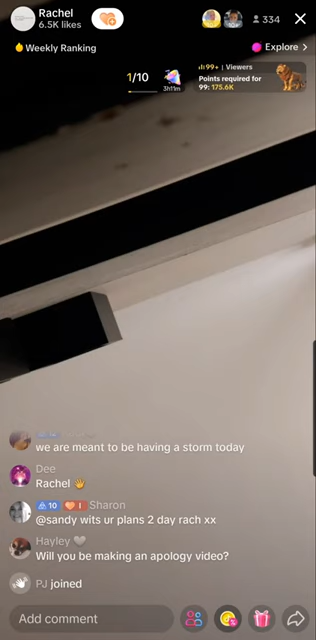 Rachel
6.5K likes
334
Weekly Ranking
Explore >
1/10
3h11m
99+ | Viewers
Points required for
99: 175.6K
we are meant to be having a storm today
Dee
Rachel 👋
10 I Sharon
@sandy wits ur plans 2 day rach xx
Hayley 🤍
Will you be making an apology video?
PJ joined
Add comment